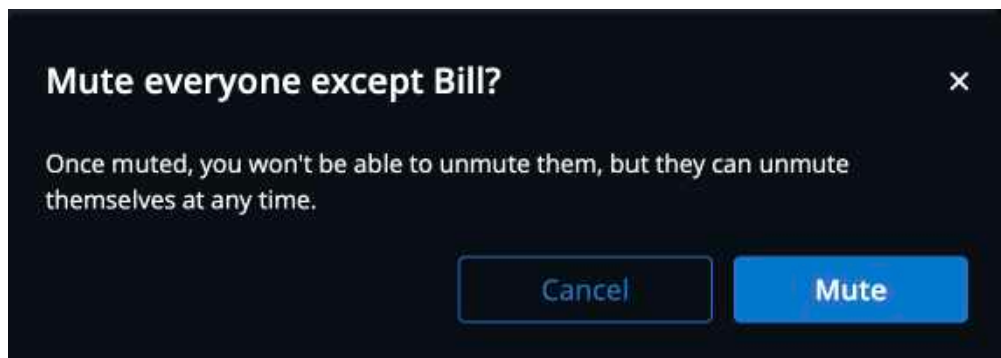 Mute everyone except Bill?
Once muted, you won't be able to unmute them, but they can unmute
themselves at any time.
Cancel
Mute